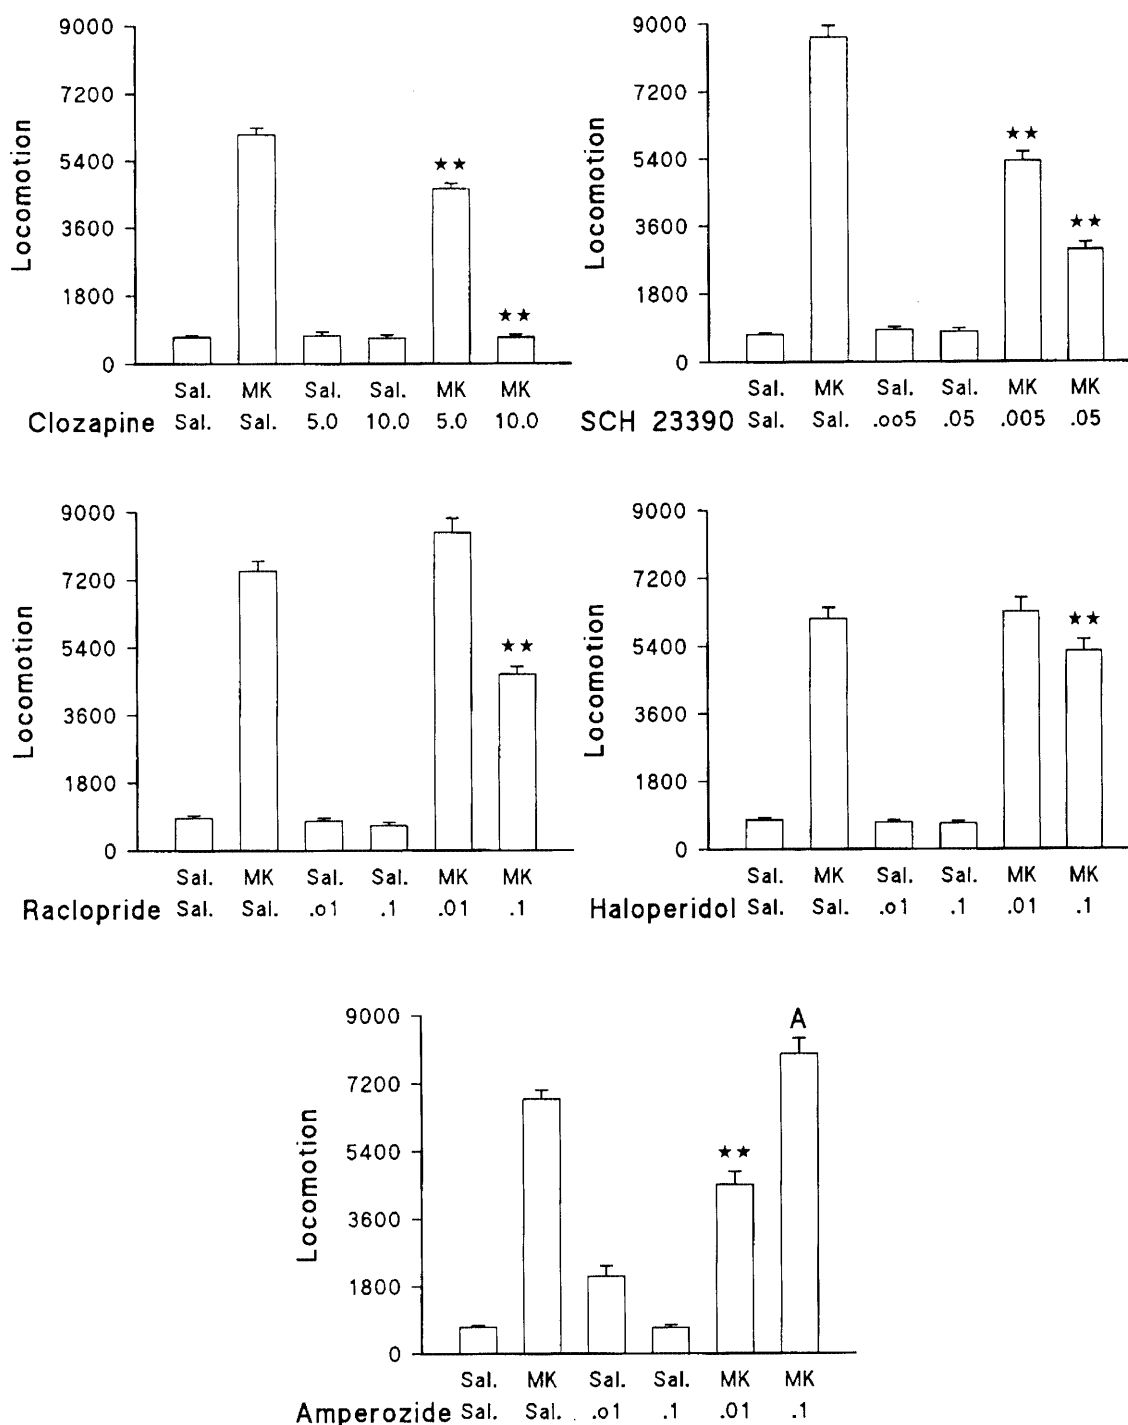 9000
7200
5400
3600
1800
0
Locomotion
★★
★★
Sal. MK Sal. Sal. MK MK
Clozapine Sal. Sal. 5.0 10.0 5.0 10.0
9000
7200
5400
3600
1800
0
Locomotion
★★
★★
Sal. MK Sal. Sal. MK MK
SCH 23390 Sal. Sal. .oo5 .05 .005 .05
9000
7200
5400
3600
1800
0
Locomotion
★★
Sal. MK Sal. Sal. MK MK
Raclopride Sal. Sal. .o1 .1 .01 .1
9000
7200
5400
3600
1800
0
Locomotion
★★
Sal. MK Sal. Sal. MK MK
Haloperidol Sal. Sal. .o1 .1 .01 .1
9000
7200
5400
3600
1800
0
Locomotion
★★
A
Sal. MK Sal. Sal. MK MK
Amperozide Sal. Sal. .o1 .1 .01 .1